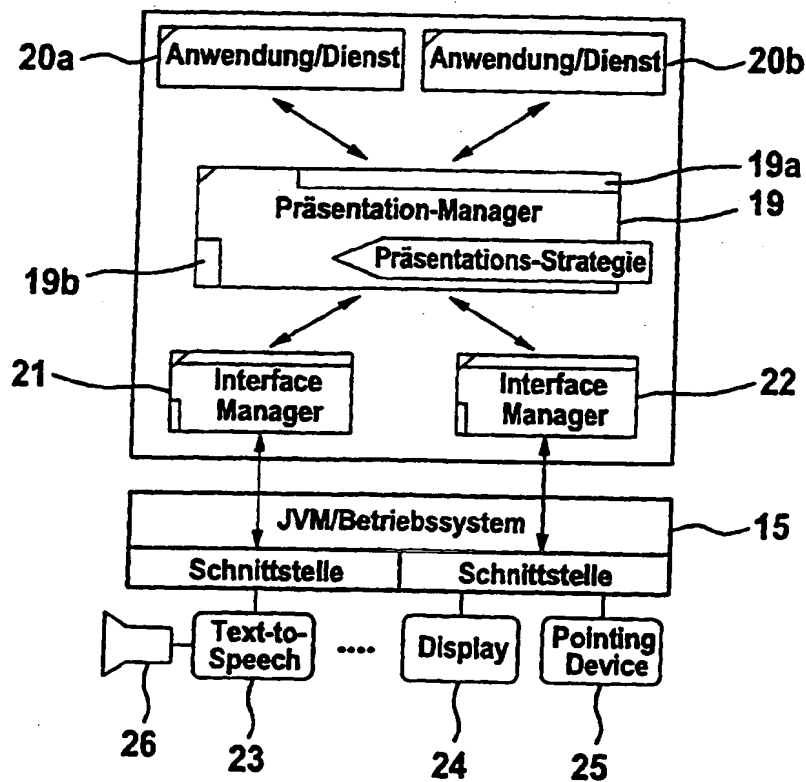 20a
Anwendung/Dienst
Anwendung/Dienst
20b
19a
Präsentation-Manager
19
19b
Präsentations-Strategie
21
Interface
Manager
Interface
Manager
22
JVM/Betriebssystem
15
Schnittstelle
Schnittstelle
Text-to-
Speech
....
Display
Pointing
Device
26
23
24
25